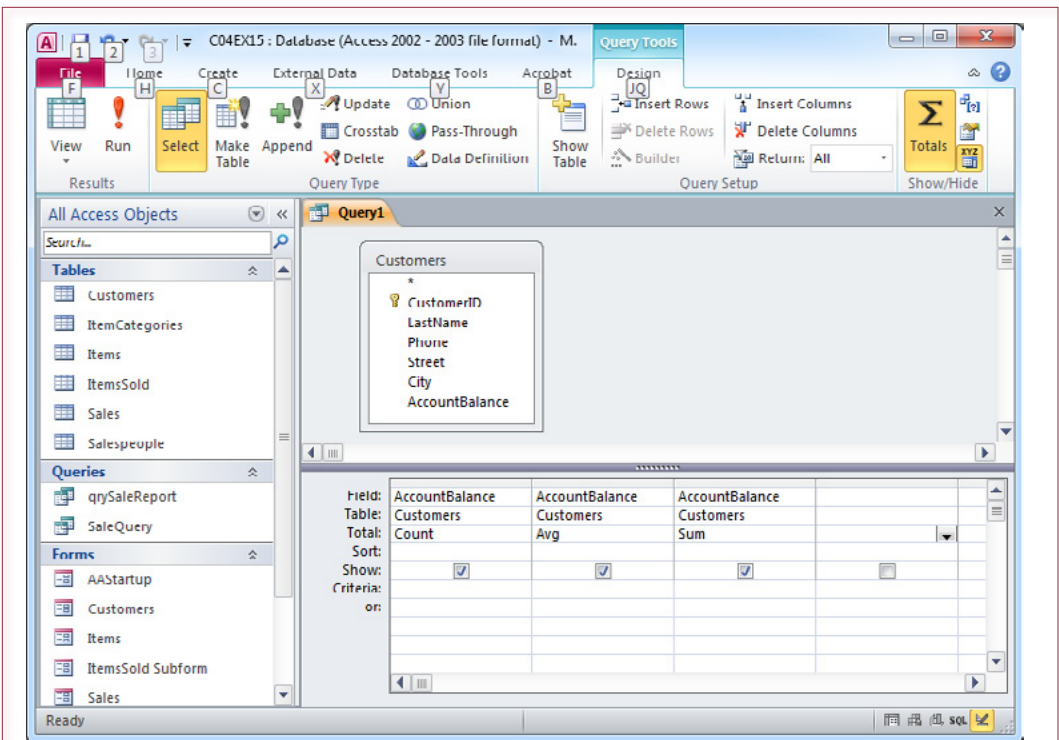 C04EX15 : Database (Access 2002 - 2003 file format) - M.
Query Tools
1 2 3
File Home Create External Data Database Tools Acrobat Design
F H C X Y B JQ
View
Run
Select
Make Table
Append
Update
Crosstab
Delete
Union
Pass-Through
Data Definition
Show Table
Insert Rows
Delete Rows
Builder
Insert Columns
Delete Columns
Return: All
Σ
Totals
XYZ
Results Query Type Query Setup Show/Hide
All Access Objects
Search...
Tables
Customers
ItemCategories
Items
ItemsSold
Sales
Salespeople
Queries
qrySaleReport
SaleQuery
Forms
AAStartup
Customers
Items
ItemsSold Subform
Sales
Query1
Customers
*
CustomerID
LastName
Phone
Street
City
AccountBalance
Field: AccountBalance AccountBalance AccountBalance
Table: Customers Customers Customers
Total: Count Avg Sum
Sort:
Show:
Criteria:
or:
Ready
SQL